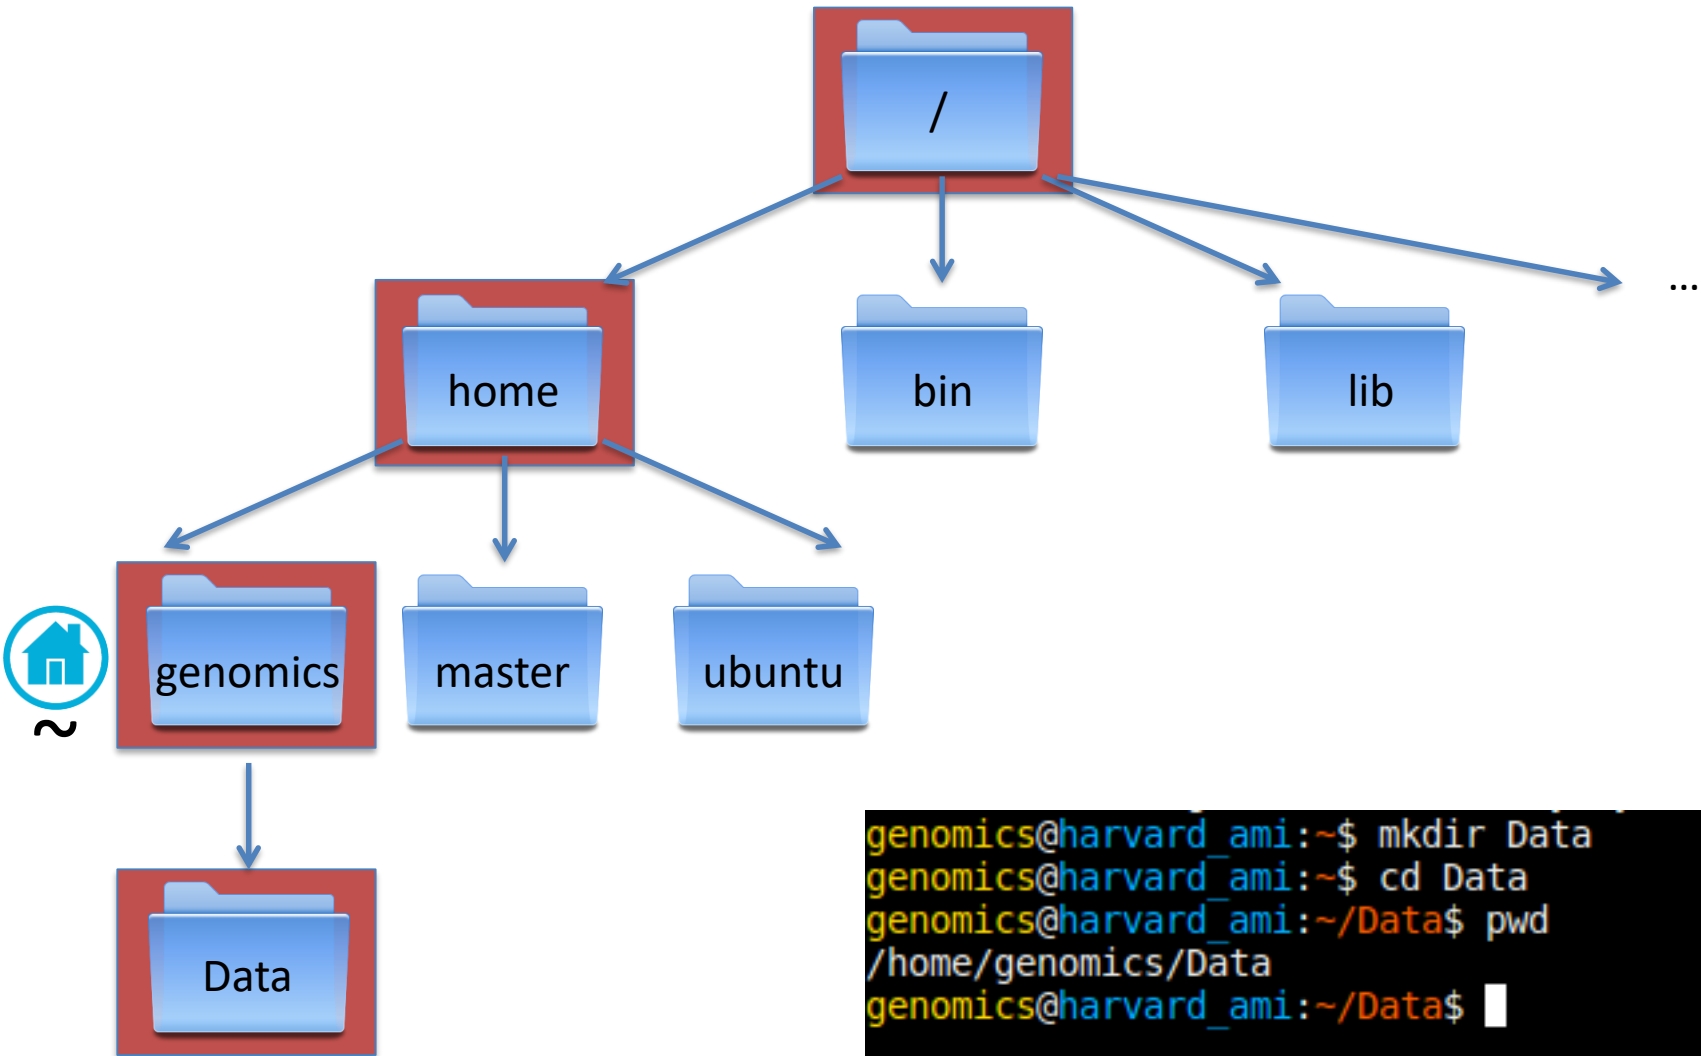 /
...
home
bin
lib
genomics
master
ubuntu
~
Data
genomics@harvard_ami:~$ mkdir Data
genomics@harvard_ami:~$ cd Data
genomics@harvard_ami:~/Data$ pwd
/home/genomics/Data
genomics@harvard_ami:~/Data$